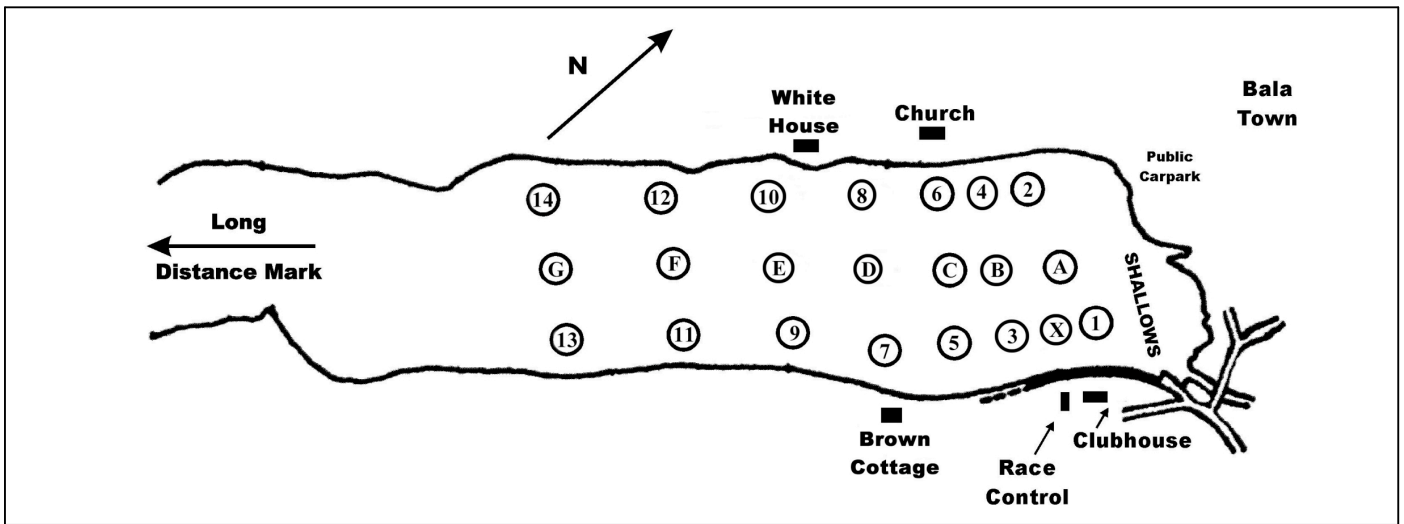 N
White
House
Church
Bala
Town
Public
Carpark
14
12
10
8
6
4
2
Long
Distance Mark
G
F
E
D
C
B
A
SHALLOWS
13
11
9
7
5
3
X
1
Brown
Cottage
Race
Control
Clubhouse